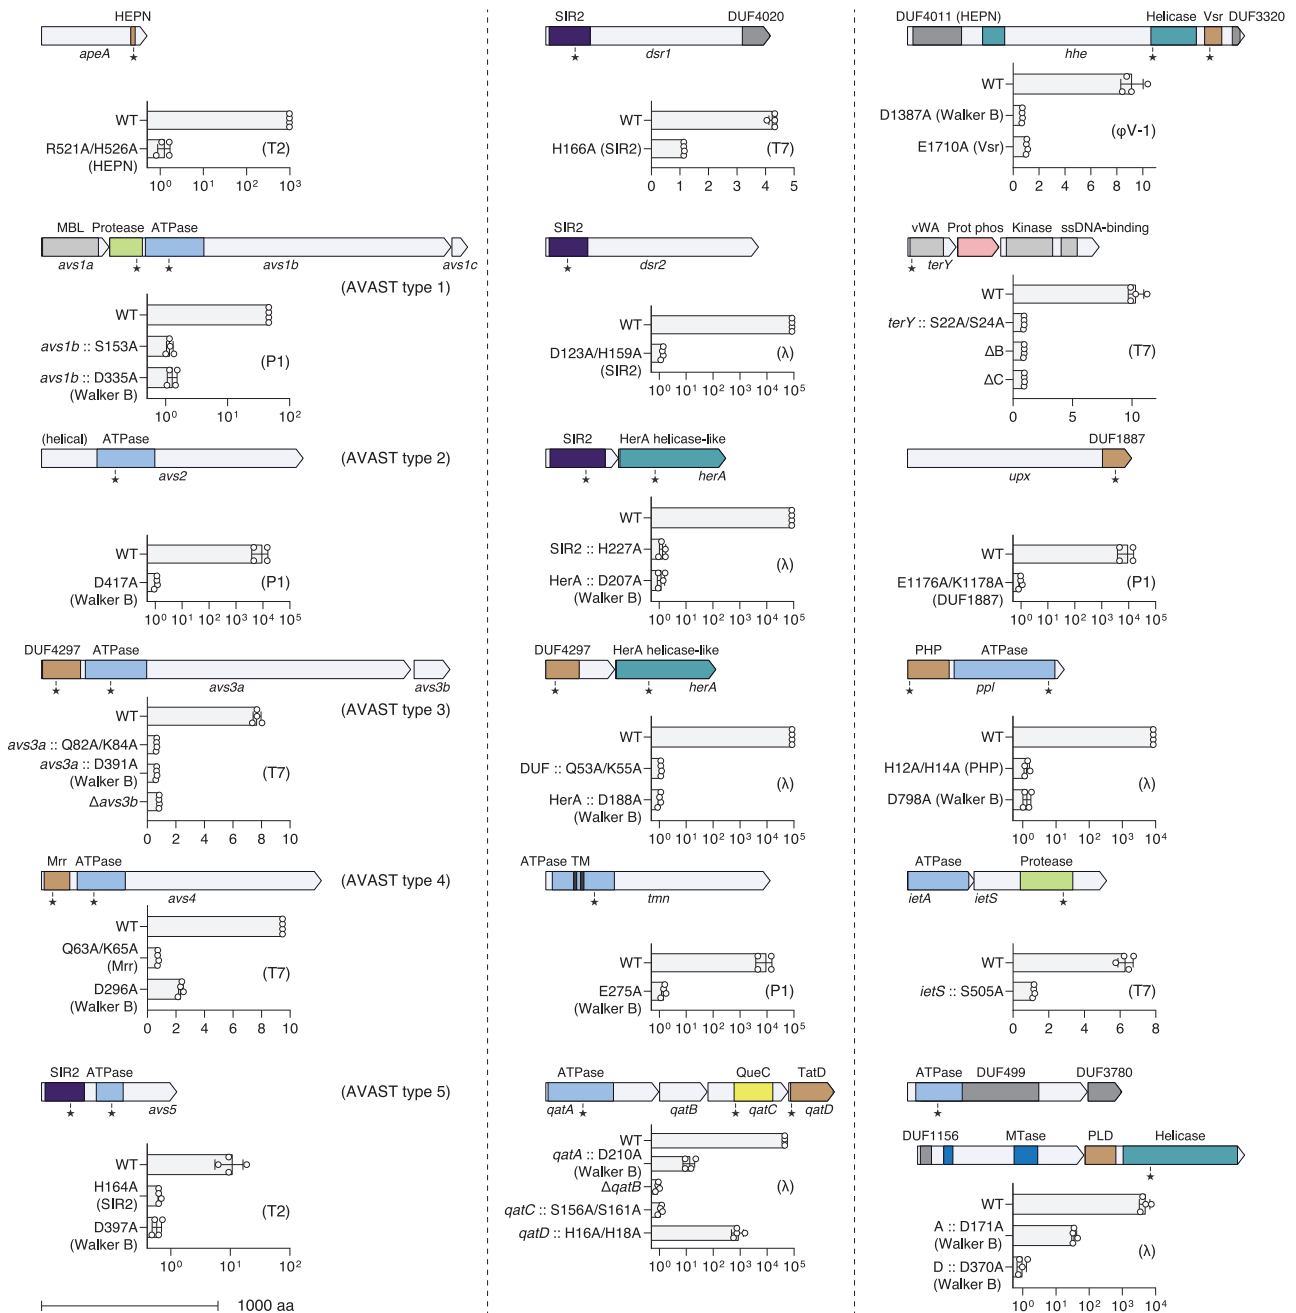 HEPN
apeA
WT
R521A/H526A
(HEPN)
(T2)
10⁰ 10¹ 10² 10³
MBL Protease ATPase
avs1a avs1b avs1c
(AVAST type 1)
WT
avs1b :: S153A
avs1b :: D335A
(Walker B)
(P1)
10⁰ 10¹ 10²
(helical) ATPase
avs2
(AVAST type 2)
WT
D417A
(Walker B)
(P1)
10⁰ 10¹ 10² 10³ 10⁴ 10⁵
DUF4297 ATPase
avs3a avs3b
(AVAST type 3)
WT
avs3a :: Q82A/K84A
avs3a :: D391A
(Walker B)
Δavs3b
(T7)
0 2 4 6 8 10
Mrr ATPase
avs4
(AVAST type 4)
WT
Q63A/K65A
(Mrr)
D296A
(Walker B)
(T7)
0 2 4 6 8 10
SIR2 ATPase
avs5
(AVAST type 5)
WT
H164A
(SIR2)
D397A
(Walker B)
(T2)
10⁰ 10¹ 10²
1000 aa
SIR2 DUF4020
dsr1
WT
H166A (SIR2)
(T7)
0 1 2 3 4 5
SIR2
dsr2
WT
D123A/H159A
(SIR2)
(λ)
10⁰ 10¹ 10² 10³ 10⁴ 10⁵
SIR2 HerA helicase-like
herA
WT
SIR2 :: H227A
HerA :: D207A
(Walker B)
(λ)
10⁰ 10¹ 10² 10³ 10⁴ 10⁵
DUF4297 HerA helicase-like
herA
WT
DUF :: Q53A/K55A
HerA :: D188A
(Walker B)
(λ)
10⁰ 10¹ 10² 10³ 10⁴ 10⁵
ATPase TM
tmn
WT
E275A
(Walker B)
(P1)
10⁰ 10¹ 10² 10³ 10⁴ 10⁵
ATPase QueC TatD
qatA qatB qatC qatD
WT
qatA :: D210A
(Walker B)
ΔqatB
qatC :: S156A/S161A
qatD :: H16A/H18A
(λ)
10⁰ 10¹ 10² 10³ 10⁴ 10⁵
DUF4011 (HEPN) Helicase Vsr DUF3320
hhe
WT
D1387A (Walker B)
E1710A (Vsr)
(φV-1)
0 2 4 6 8 10
vWA Prot phos Kinase ssDNA-binding
terY
WT
terY :: S22A/S24A
ΔB
ΔC
(T7)
0 5 10
DUF1887
upx
WT
E1176A/K1178A
(DUF1887)
(P1)
10⁰ 10¹ 10² 10³ 10⁴ 10⁵
PHP ATPase
ppl
WT
H12A/H14A (PHP)
D798A (Walker B)
(λ)
10⁰ 10¹ 10² 10³ 10⁴
ATPase Protease
ietA ietS
WT
ietS :: S505A
(T7)
0 2 4 6 8
ATPase DUF499 DUF3780
DUF1156 MTase PLD Helicase
WT
A :: D171A
(Walker B)
D :: D370A
(Walker B)
(λ)
10⁰ 10¹ 10² 10³ 10⁴